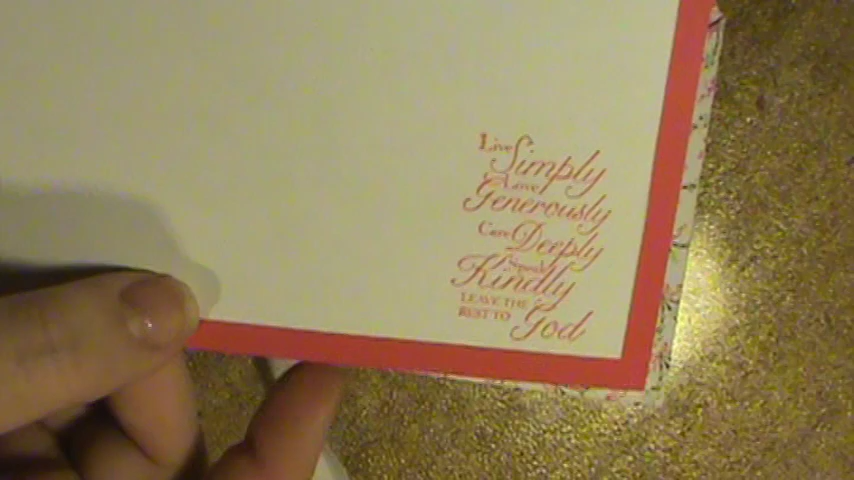 Live Simply
Love
Generously
Care Deeply
Speak
Kindly
LEAVE THE
REST TO God